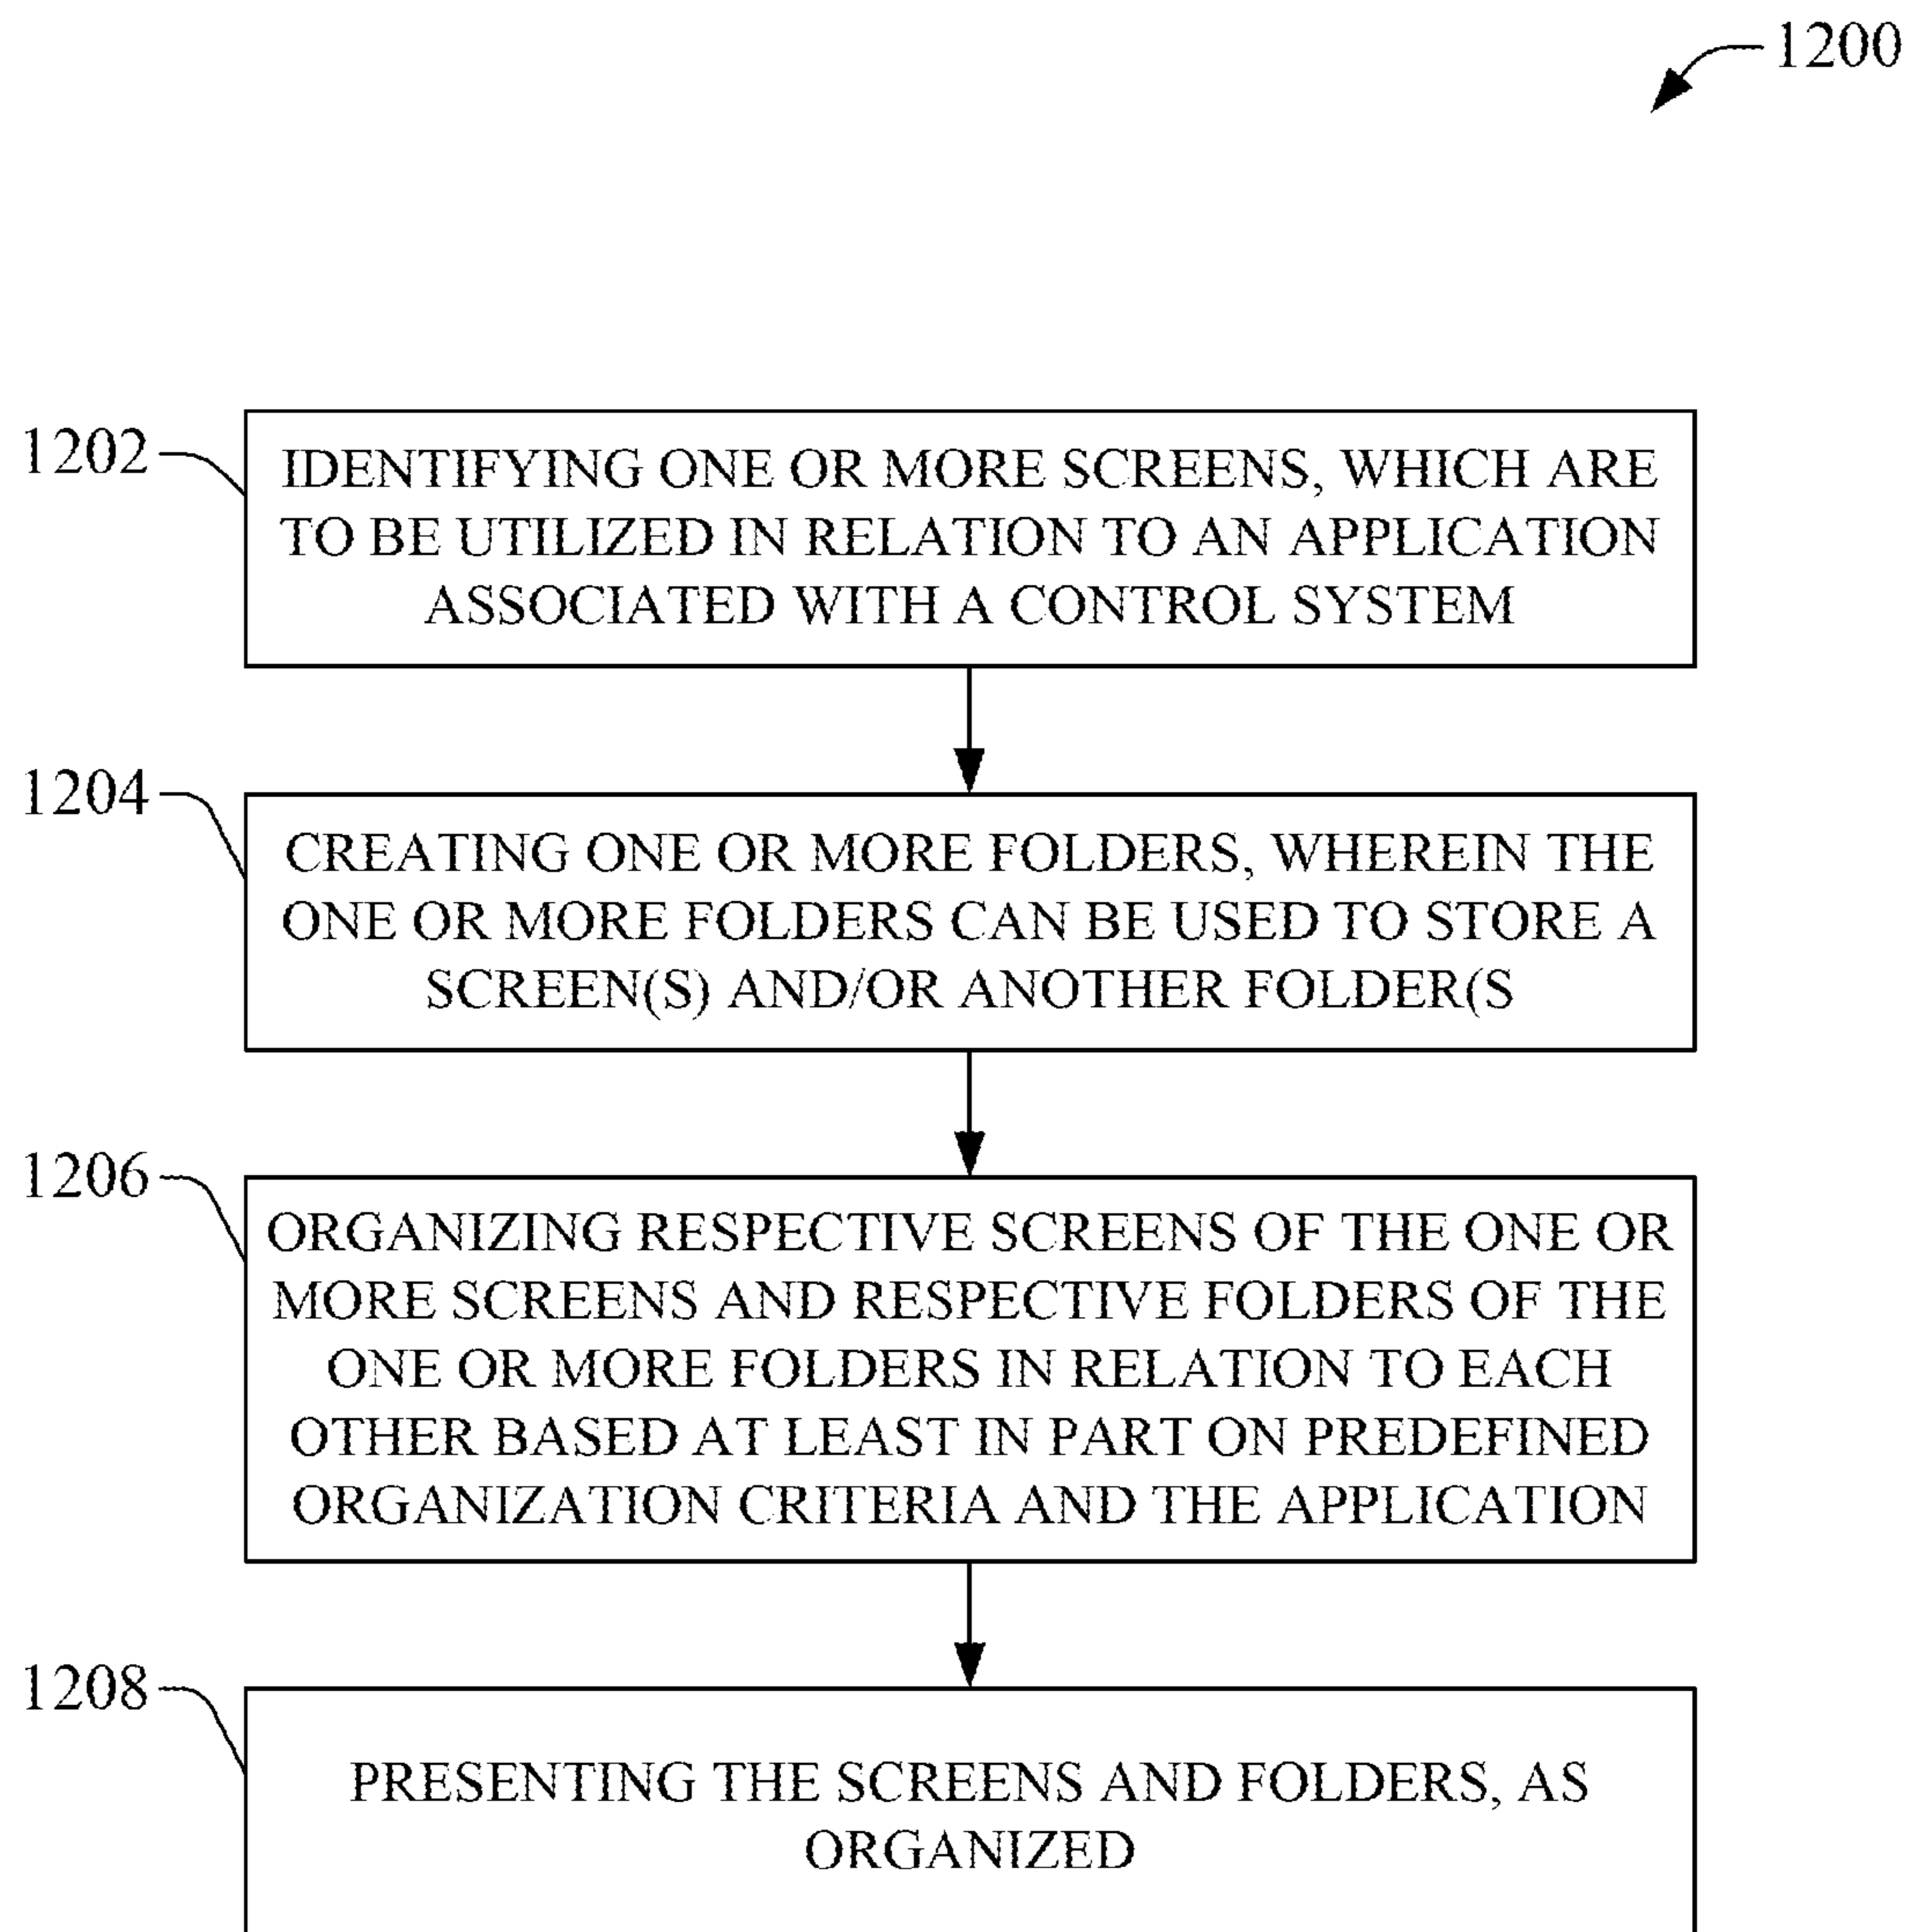 1200
1202
IDENTIFYING ONE OR MORE SCREENS, WHICH ARE
TO BE UTILIZED IN RELATION TO AN APPLICATION
ASSOCIATED WITH A CONTROL SYSTEM
1204
CREATING ONE OR MORE FOLDERS, WHEREIN THE
ONE OR MORE FOLDERS CAN BE USED TO STORE A
SCREEN(S) AND/OR ANOTHER FOLDER(S
1206
ORGANIZING RESPECTIVE SCREENS OF THE ONE OR
MORE SCREENS AND RESPECTIVE FOLDERS OF THE
ONE OR MORE FOLDERS IN RELATION TO EACH
OTHER BASED AT LEAST IN PART ON PREDEFINED
ORGANIZATION CRITERIA AND THE APPLICATION
1208
PRESENTING THE SCREENS AND FOLDERS, AS
ORGANIZED